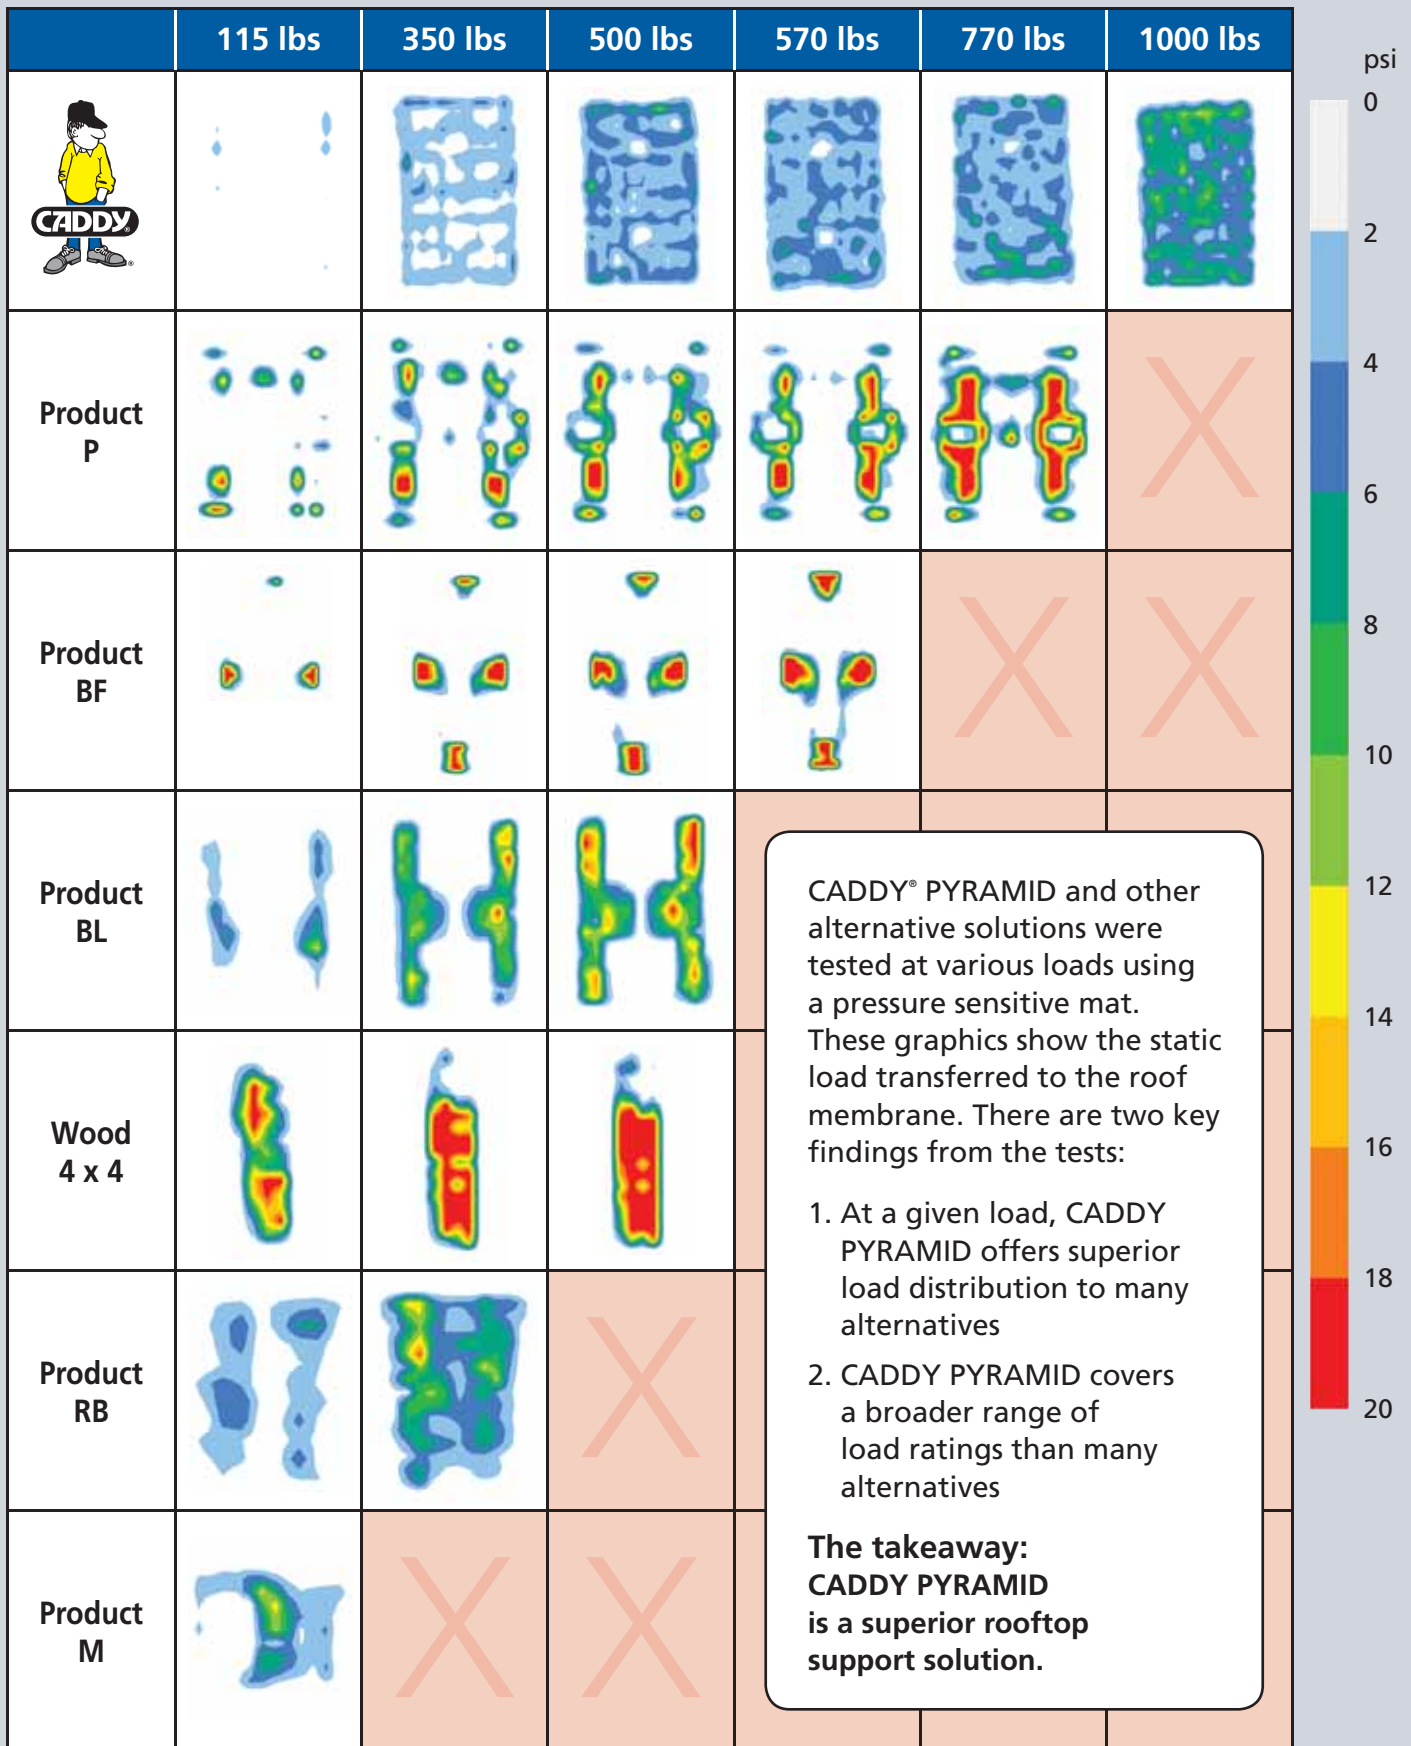 115 lbs 350 lbs 500 lbs 570 lbs 770 lbs 1000 lbs
psi
0
2
4
6
8
10
12
14
16
18
20
CADDY®
®
Product
P
X
Product
BF
X X
Product
BL
Wood
4 x 4
Product
RB
X
Product
M
X X
CADDY® PYRAMID and other
alternative solutions were
tested at various loads using
a pressure sensitive mat.
These graphics show the static
load transferred to the roof
membrane. There are two key
findings from the tests:
1. At a given load, CADDY
PYRAMID offers superior
load distribution to many
alternatives
2. CADDY PYRAMID covers
a broader range of
load ratings than many
alternatives
The takeaway:
CADDY PYRAMID
is a superior rooftop
support solution.